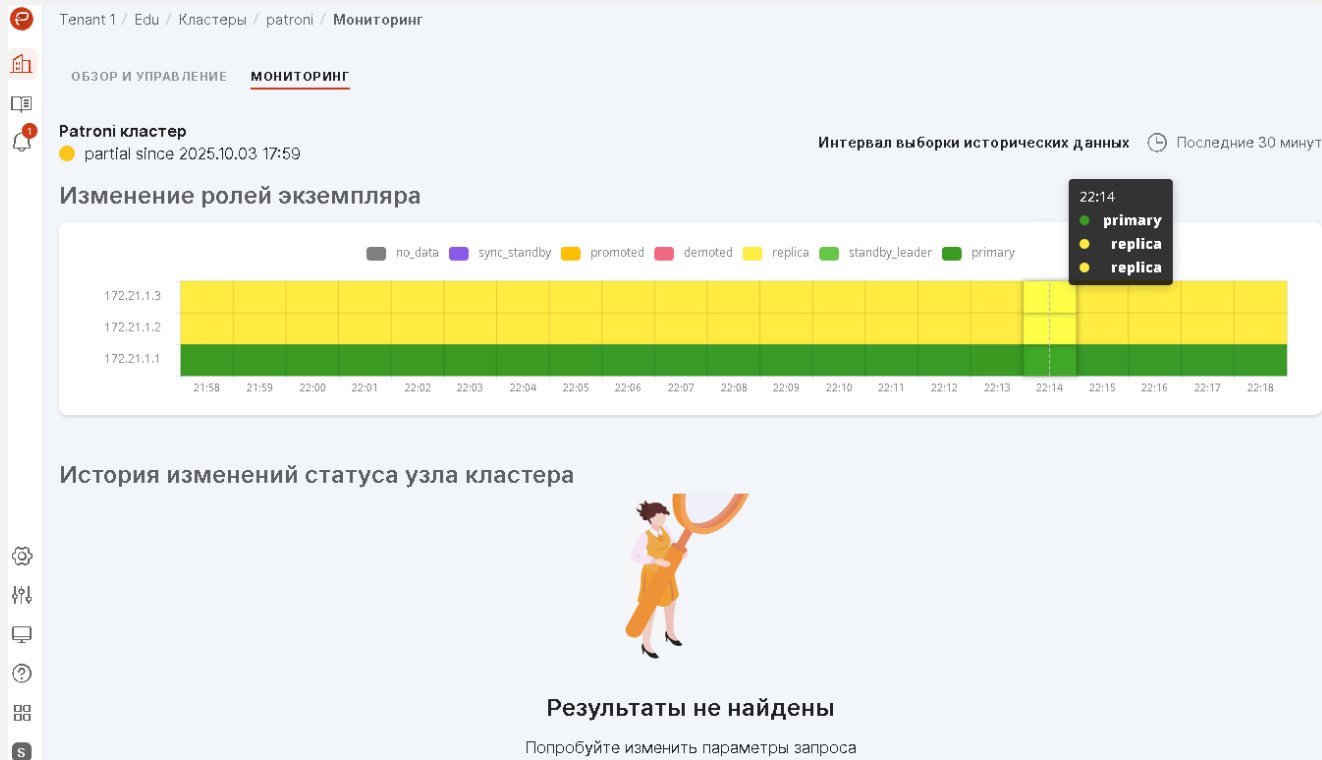 Tenant 1 / Edu / Кластеры / patroni / Мониторинг
ОБЗОР И УПРАВЛЕНИЕ МОНИТОРИНГ
1
Patroni кластер
partial since 2025.10.03 17:59
Интервал выборки исторических данных Последние 30 минут
Изменение ролей экземпляра
22:14
primary
replica
replica
no_data sync_standby promoted demoted replica standby_leader primary
172.21.1.3
172.21.1.2
172.21.1.1
21:58 21:59 22:00 22:01 22:02 22:03 22:04 22:05 22:06 22:07 22:08 22:09 22:10 22:11 22:12 22:13 22:14 22:15 22:16 22:17 22:18
История изменений статуса узла кластера
Результаты не найдены
Попробуйте изменить параметры запроса
S